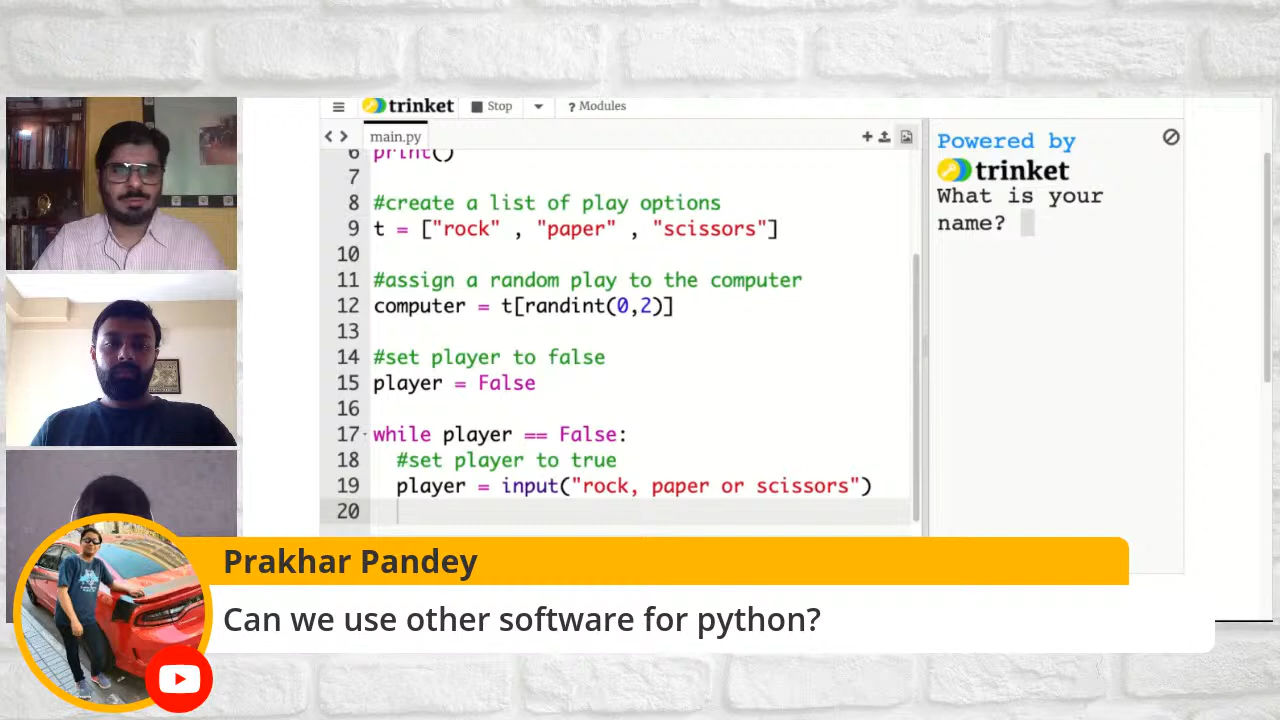 trinket Stop ? Modules
main.py
6 print()
7
8 #create a list of play options
9 t = ["rock" , "paper" , "scissors"]
10
11 #assign a random play to the computer
12 computer = t[randint(0,2)]
13
14 #set player to false
15 player = False
16
17 while player == False:
18 #set player to true
19 player = input("rock, paper or scissors")
20
Powered by
trinket
What is your
name?
Prakhar Pandey
Can we use other software for python?